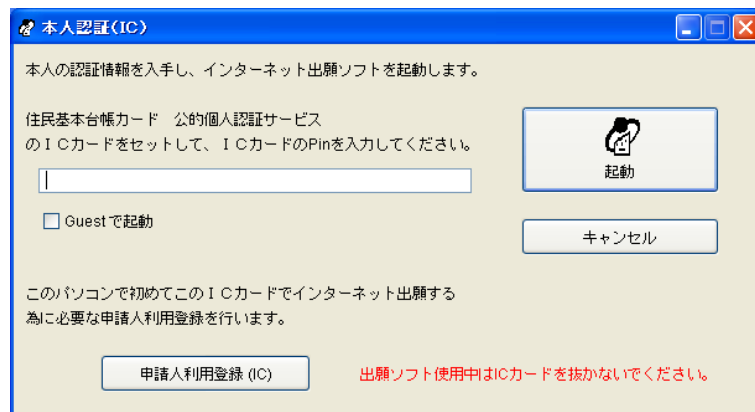 本人認証(IC)
本人の認証情報を入手し、インターネット出願ソフトを起動します。
住民基本台帳カード　公的個人認証サービス
のＩＣカードをセットして、ＩＣカードのPinを入力してください。
起動
Guestで起動
キャンセル
このパソコンで初めてこのＩＣカードでインターネット出願する
為に必要な申請人利用登録を行います。
申請人利用登録 (IC)
出願ソフト使用中はICカードを抜かないでください。